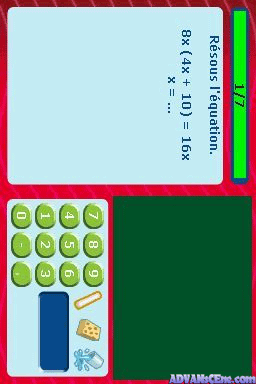 1/7
Résous l'équation.
8x (4x + 10) = 16x
x = ...
7 8 9
4 5 6
1 2 3
0 - ,
ADVANsCEne.com